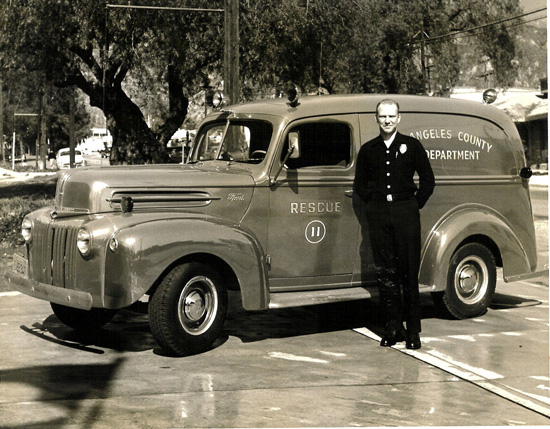 Ford
RESCUE
11
ANGELES COUNTY
DEPARTMENT